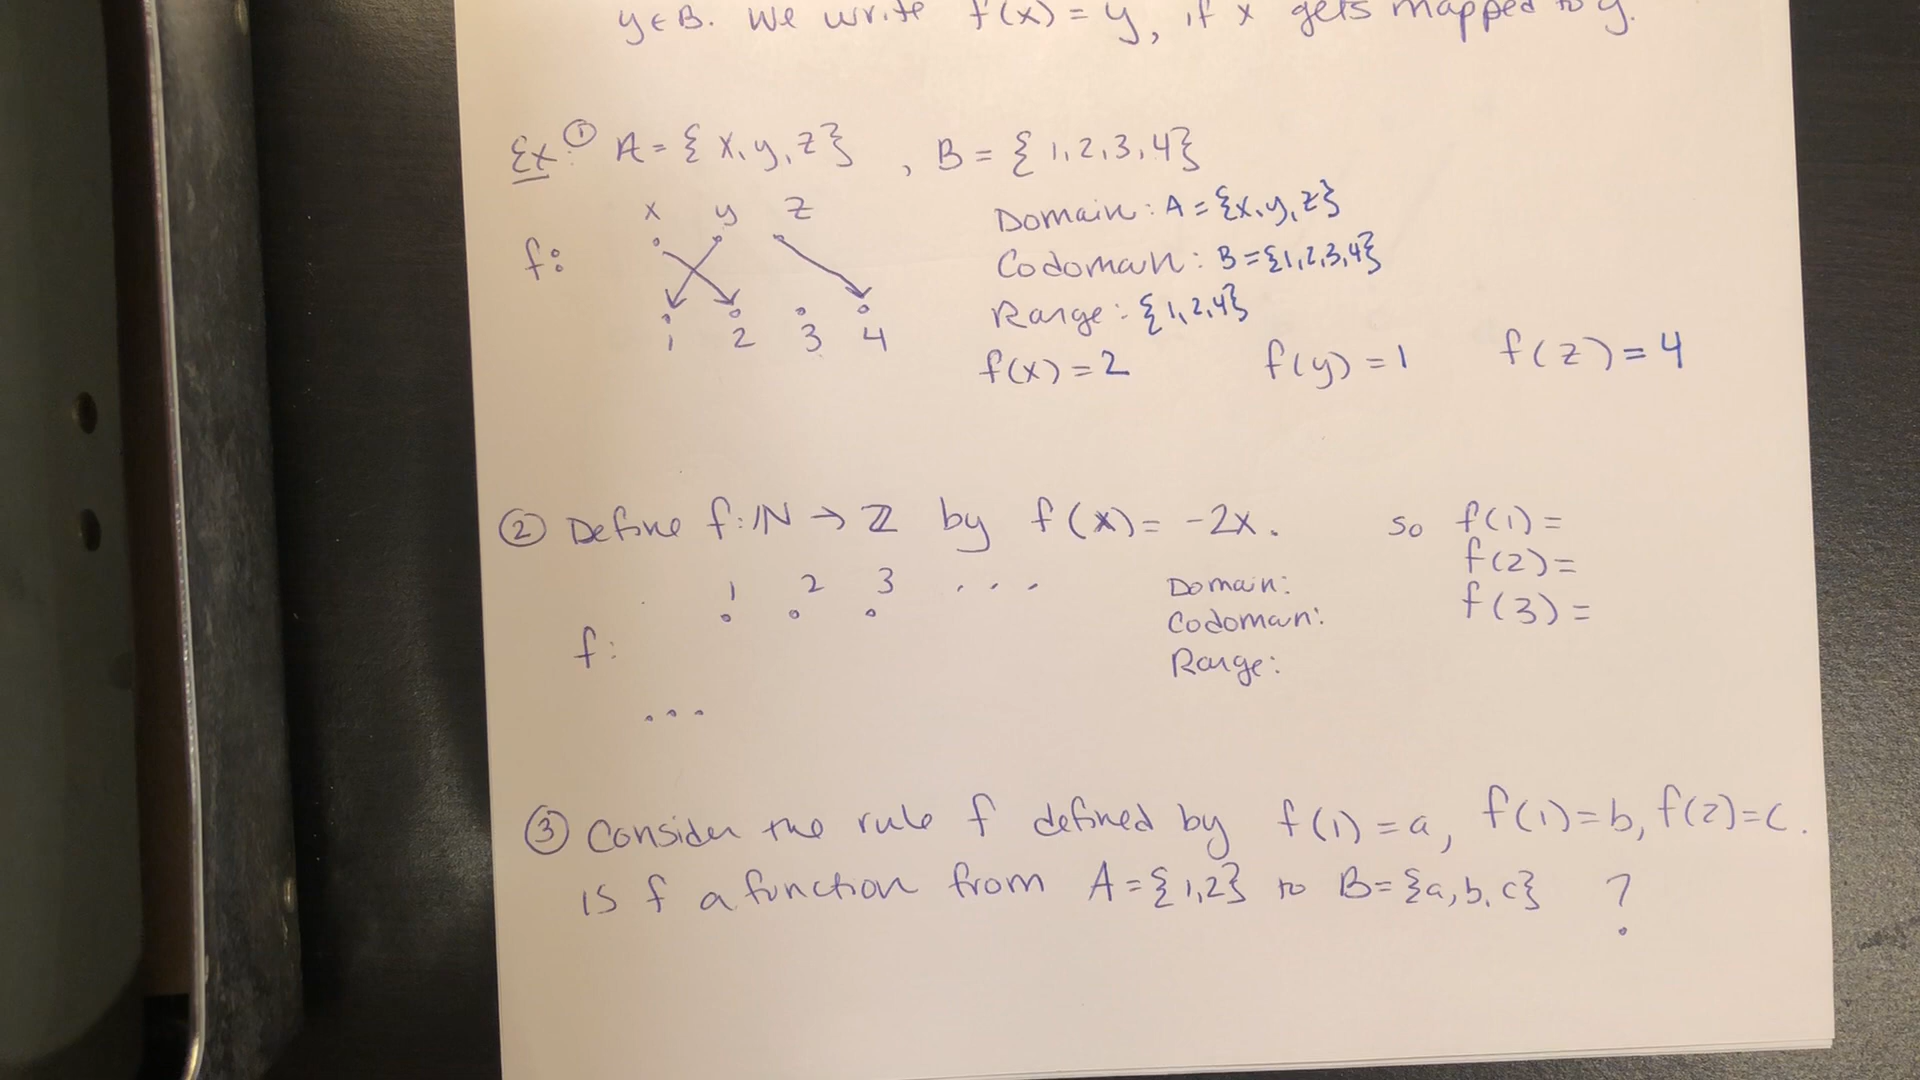 y∈B. We write f(x) = y, if x gets mapped to y.
Ex: ① A = {x, y, z}, B = {1, 2, 3, 4}
x y z
f:
1 2 3 4
Domain: A = {x, y, z}
Codomain: B = {1, 2, 3, 4}
Range: {1, 2, 4}
f(x) = 2 f(y) = 1 f(z) = 4
② Define f: ℕ → ℤ by f(x) = -2x. so f(1) =
f(2) =
f(3) =
1 2 3 . . .
f:
. . .
Domain:
Codomain:
Range:
③ Consider the rule f defined by f(1) = a, f(1) = b, f(2) = c.
is f a function from A = {1, 2} to B = {a, b, c} ?